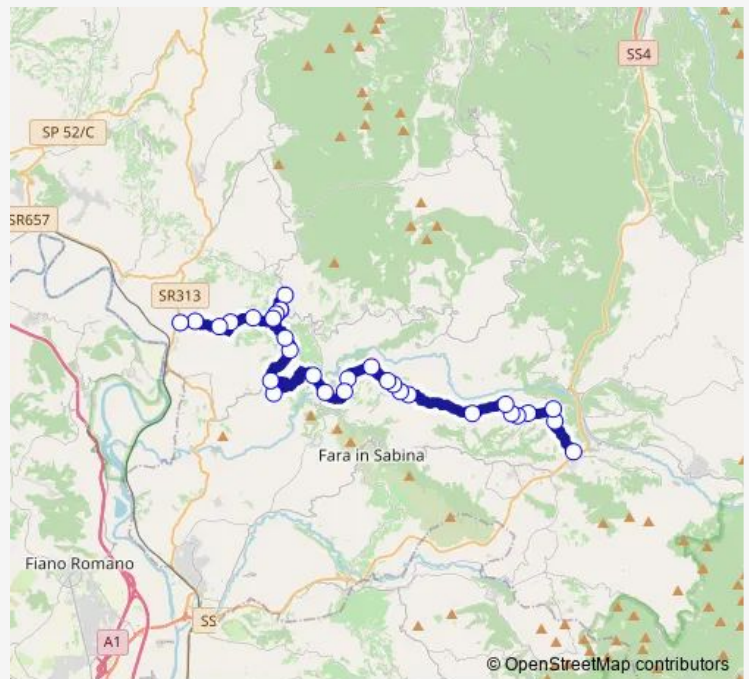 SS4
SP 52/C
SR657
SR313
Fara in Sabina
Fiano Romano
SS
A1
© OpenStreetMap contributors